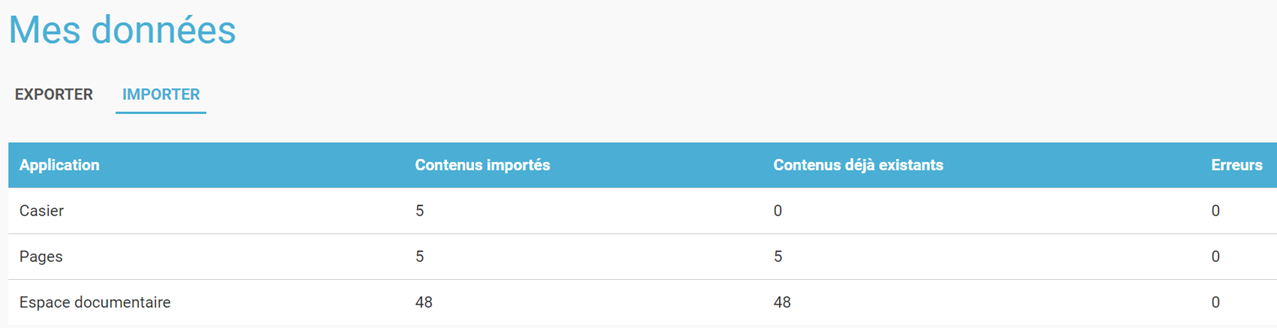 Mes données
EXPORTER IMPORTER
Application Contenus importés Contenus déjà existants Erreurs
Casier 5 0 0
Pages 5 5 0
Espace documentaire 48 48 0